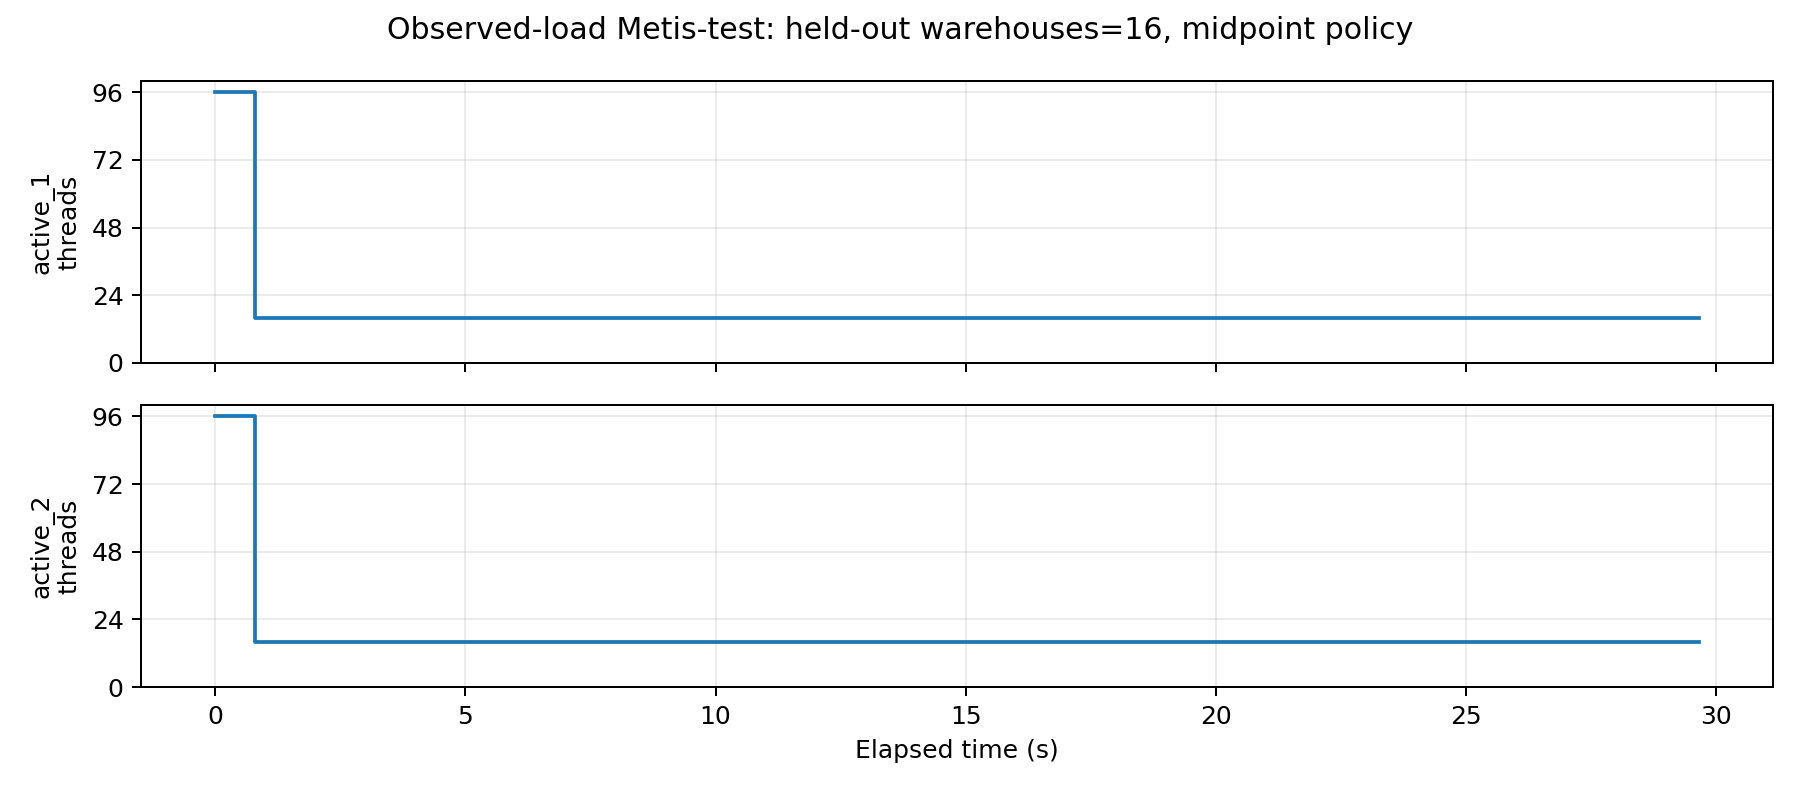 Observed-load Metis-test: held-out warehouses=16, midpoint policy
active_1
threads
96
72
48
24
0
active_2
threads
96
72
48
24
0
0 5 10 15 20 25 30
Elapsed time (s)